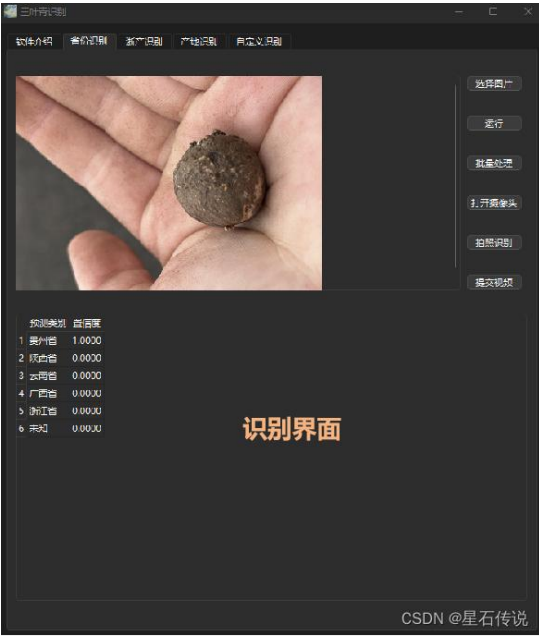 三叶青识别
软件介绍 省份识别 浙产识别 产地识别 自定义识别
选择图片
运行
批量处理
打开摄像头
拍照识别
提交视频
预测类别 置信度
1 贵州省 1.0000
2 陕西省 0.0000
3 云南省 0.0000
4 广西省 0.0000
5 浙江省 0.0000
6 未知 0.0000
识别界面
CSDN @星石传说